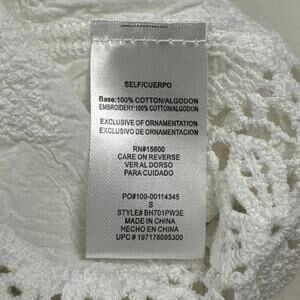 SELF/CUERPO
Base:100% COTTON/ALGODON
EMBROIDERY:100% COTTON/ALGODON
EXCLUSIVE OF ORNAMENTATION
EXCLUSIVO DE ORNAMENTACION
RN#15600
CARE ON REVERSE
VER AL DORSO
PARA CUIDADO
PO#100-00114345
S
STYLE# BH701PW3E
MADE IN CHINA
HECHO EN CHINA
UPC # 197178095300